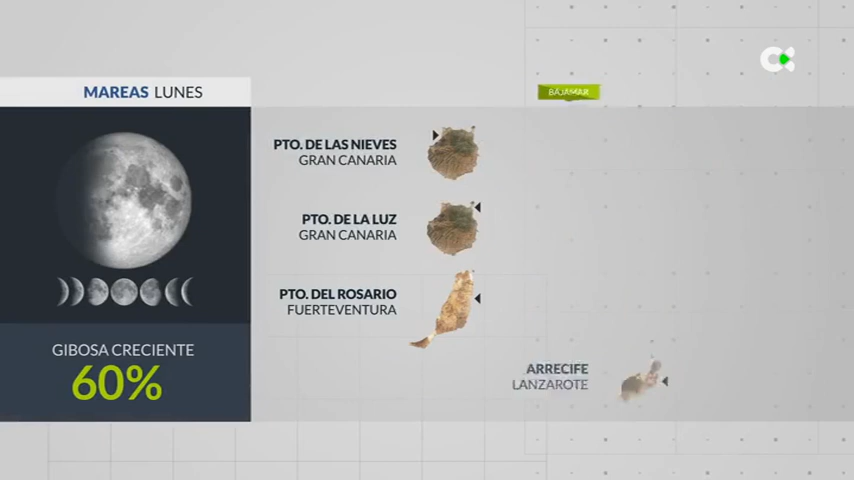 MAREAS LUNES
BAJAMAR
PTO. DE LAS NIEVES
GRAN CANARIA
PTO. DE LA LUZ
GRAN CANARIA
PTO. DEL ROSARIO
FUERTEVENTURA
ARRECIFE
LANZAROTE
GIBOSA CRECIENTE
60%